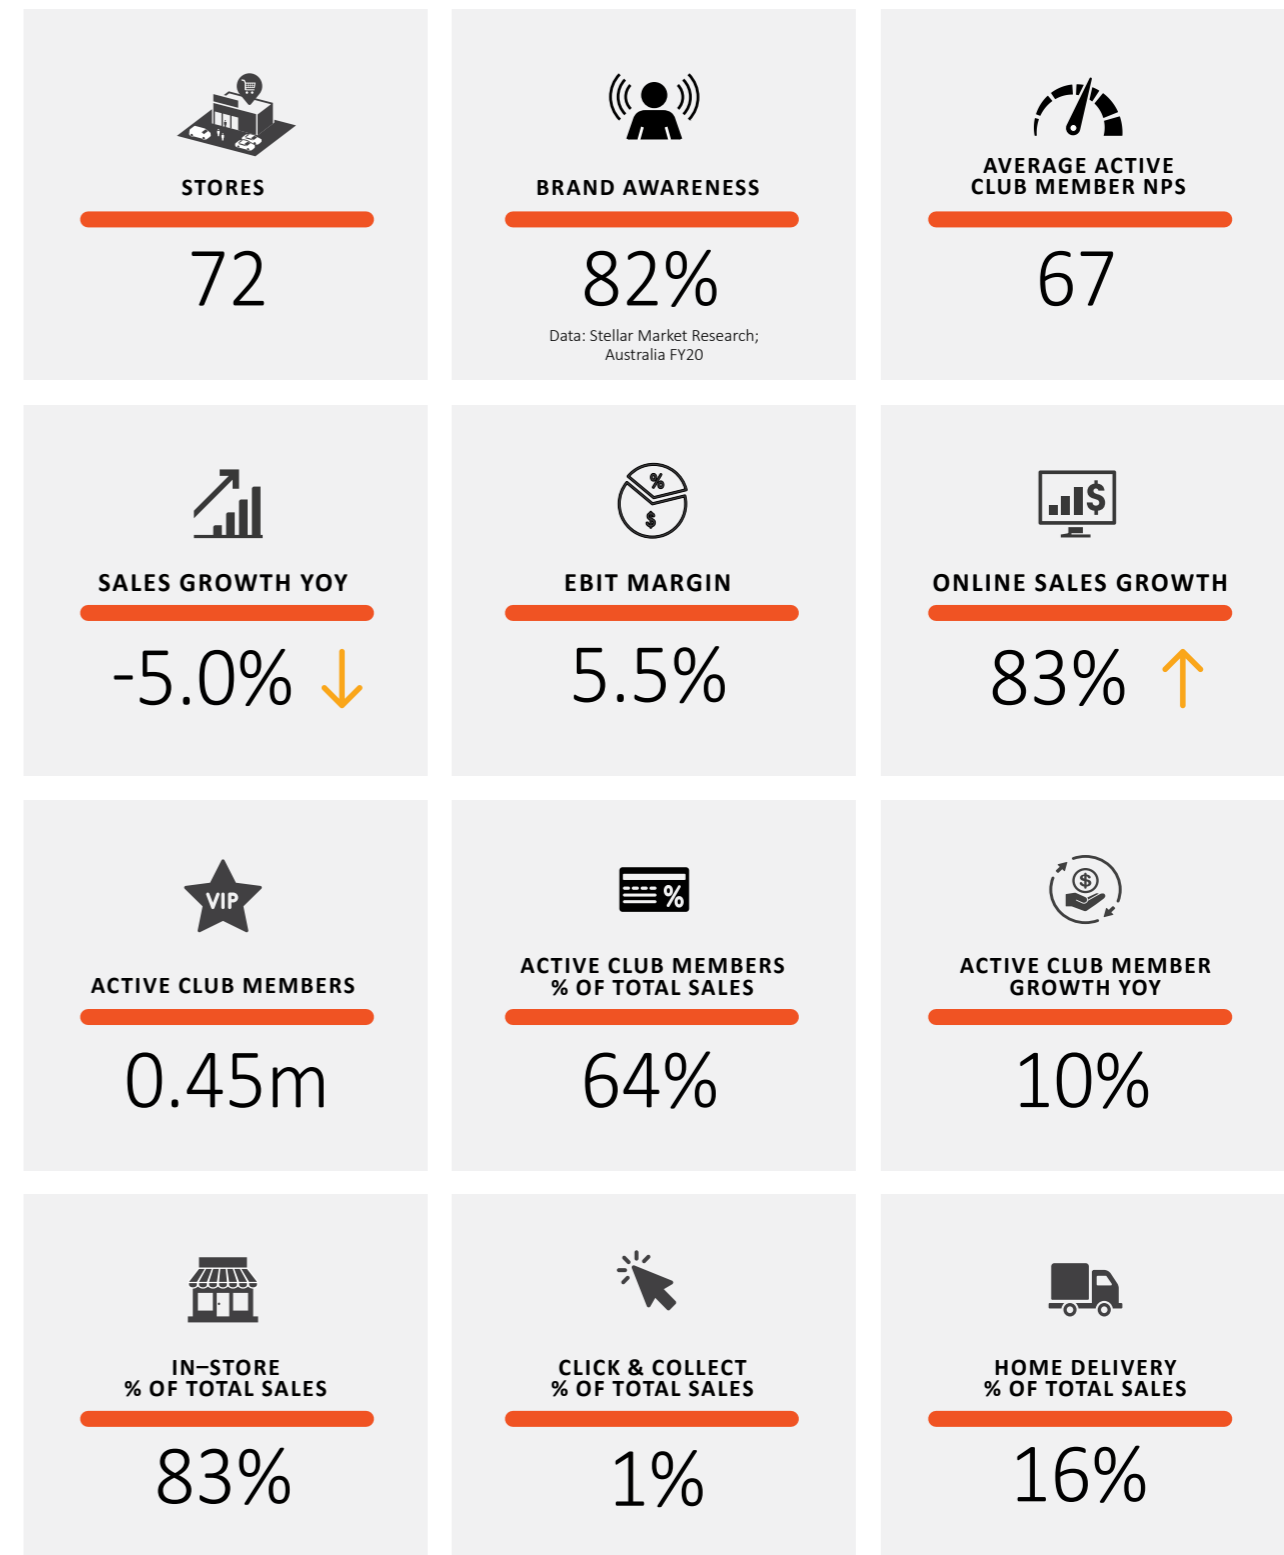 STORES
72
BRAND AWARENESS
82%
Data: Stellar Market Research;
Australia FY20
AVERAGE ACTIVE
CLUB MEMBER NPS
67
SALES GROWTH YOY
-5.0%
EBIT MARGIN
%
$
5.5%
$
ONLINE SALES GROWTH
83%
VIP
ACTIVE CLUB MEMBERS
0.45m
%
ACTIVE CLUB MEMBERS
% OF TOTAL SALES
64%
$
ACTIVE CLUB MEMBER
GROWTH YOY
10%
IN–STORE
% OF TOTAL SALES
83%
CLICK & COLLECT
% OF TOTAL SALES
1%
HOME DELIVERY
% OF TOTAL SALES
16%